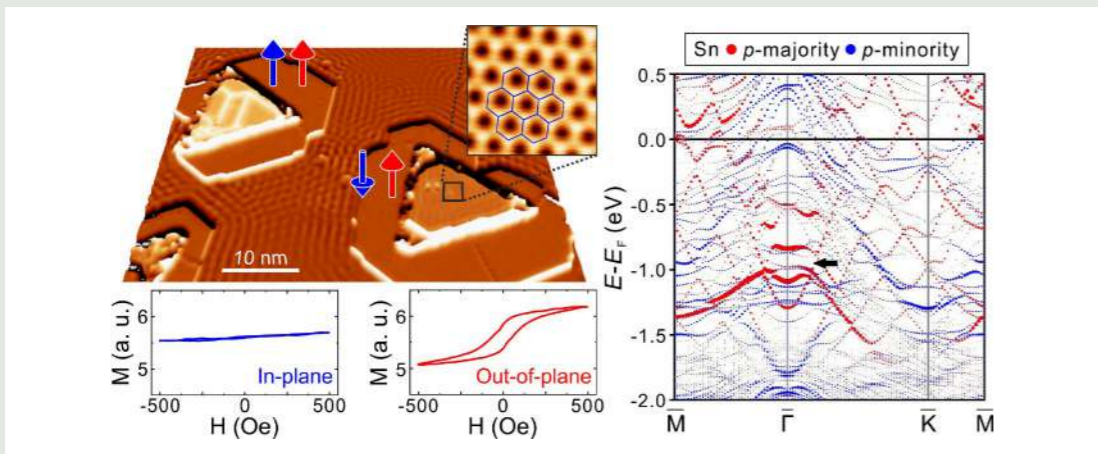 10 nm
M (a. u.)
6
5
In-plane
-500
0
500
H (Oe)
M (a. u.)
6
5
Out-of-plane
-500
0
500
H (Oe)
Sn ● p-majority ● p-minority
E-E_F (eV)
0.5
0.0
-0.5
-1.0
-1.5
-2.0
M̅ Γ̅ K̅ M̅